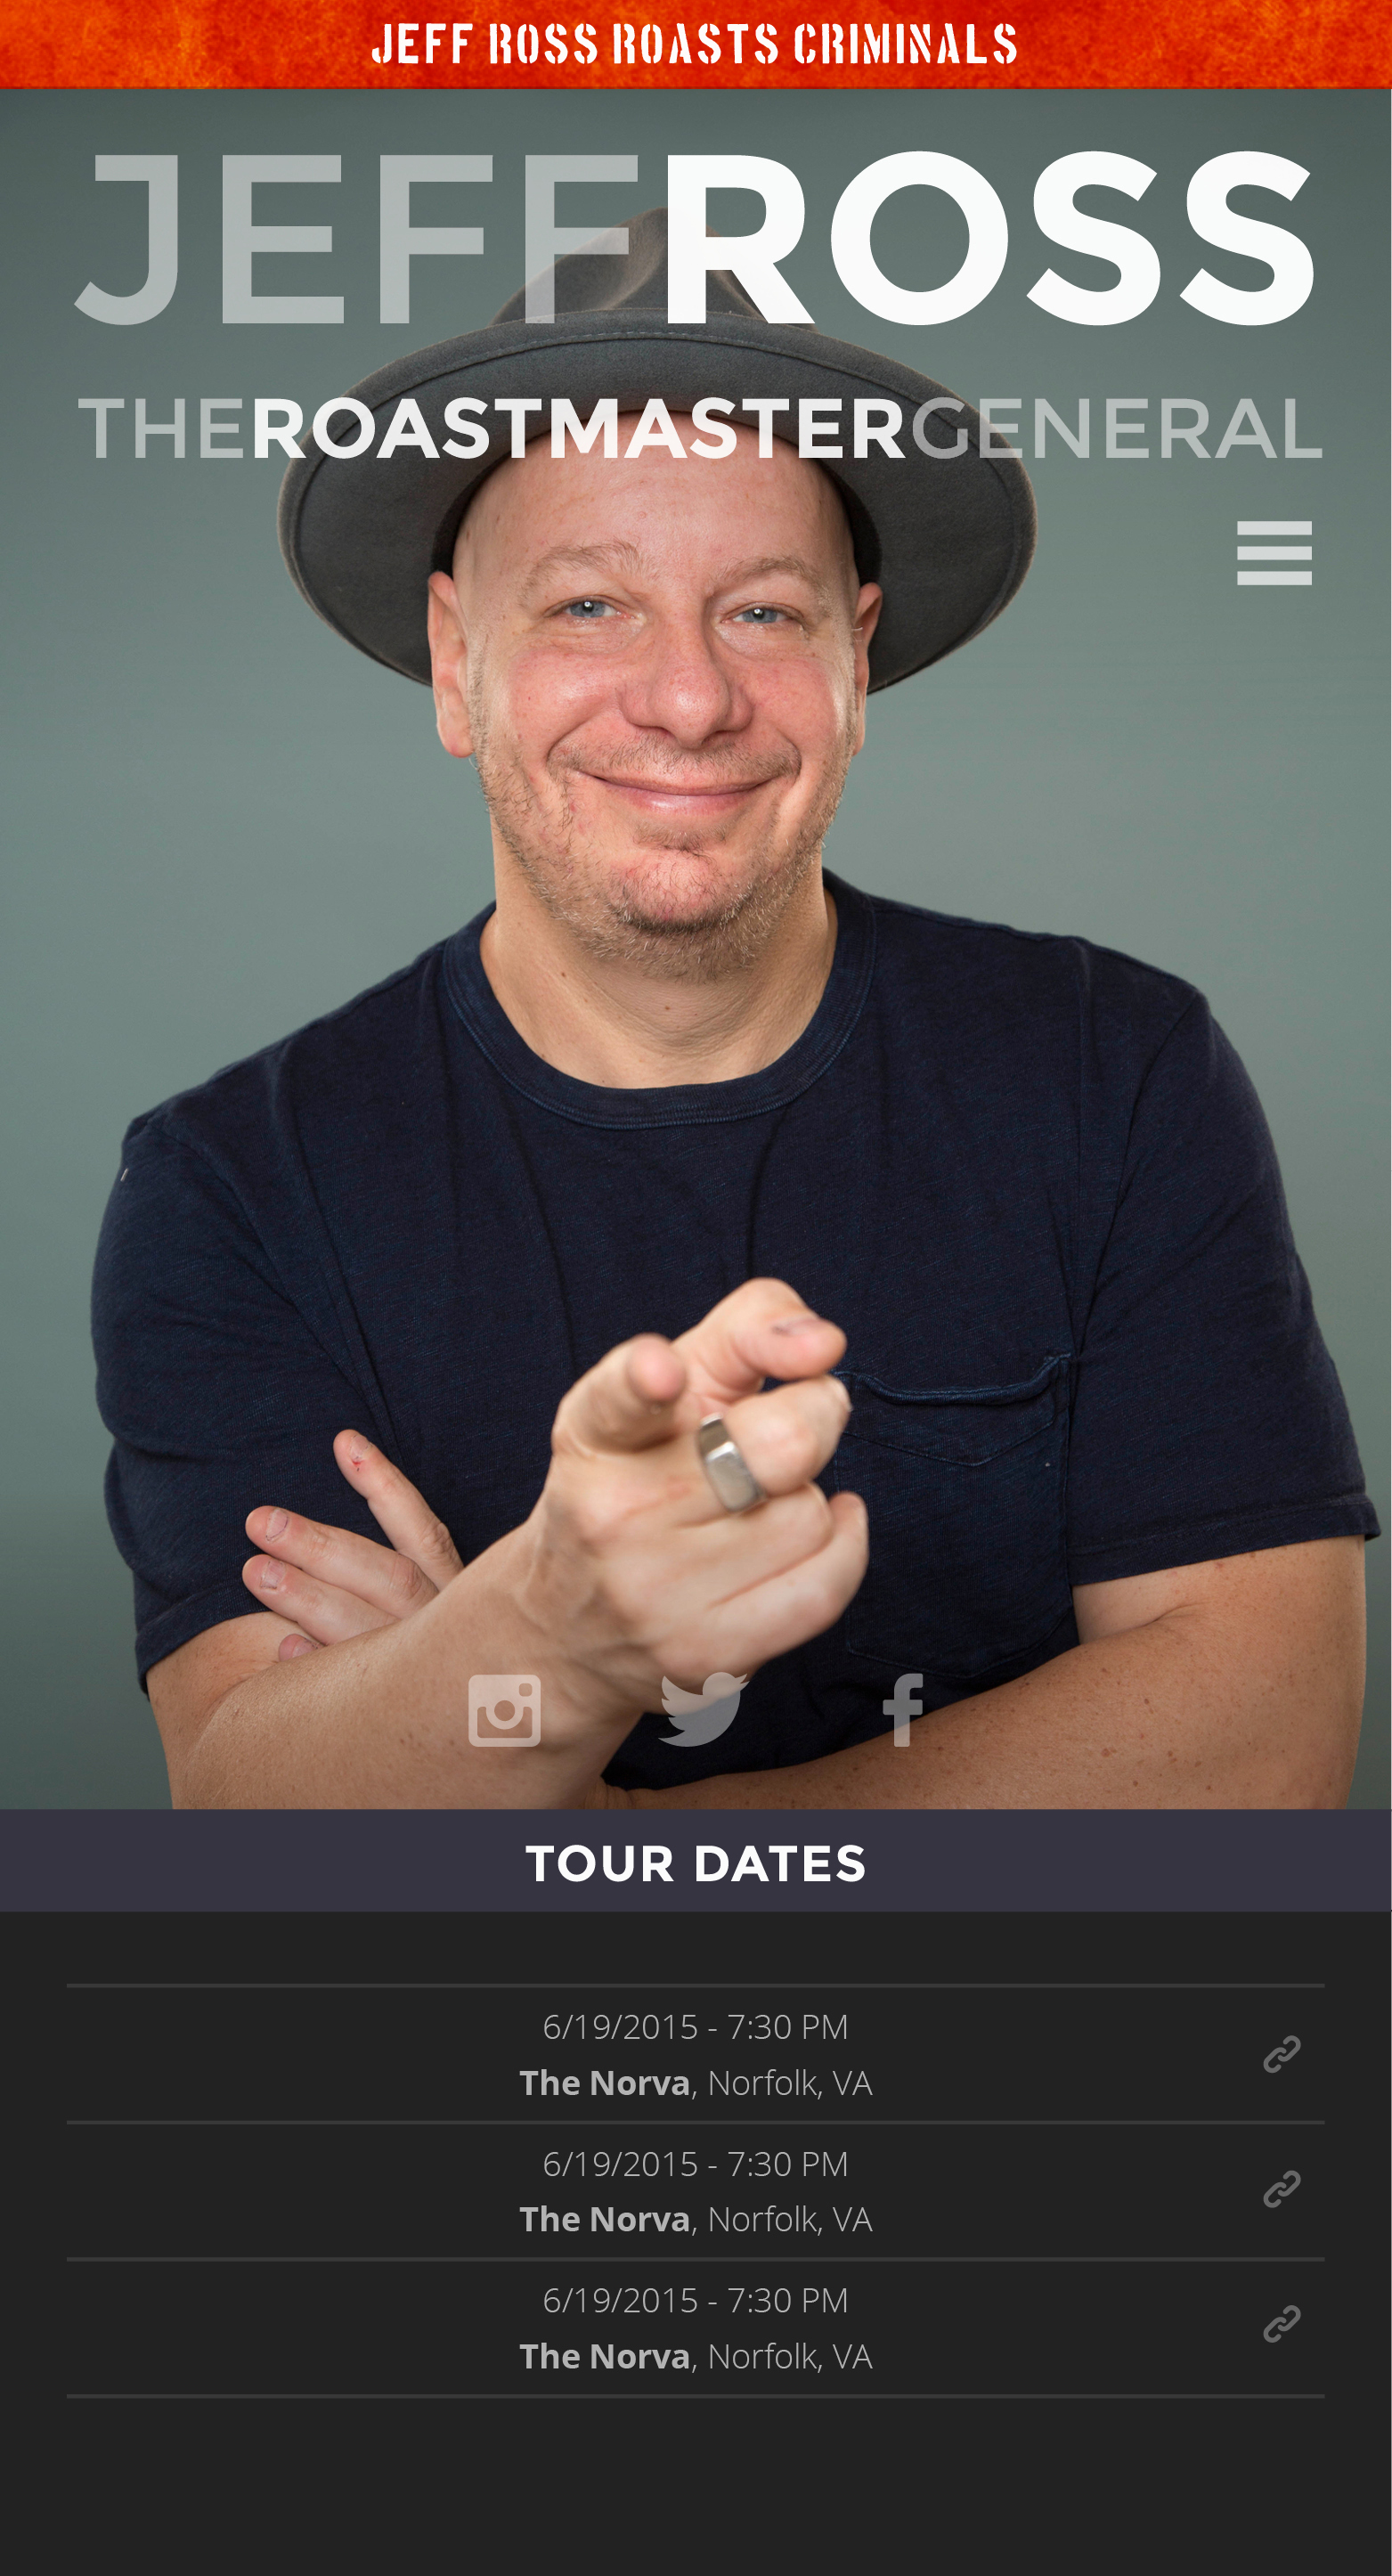 JEFF ROSS ROASTS CRIMINALS
JEFFROSS
THEROASTMASTERGENERAL
TOUR DATES
6/19/2015 - 7:30 PM
The Norva, Norfolk, VA
6/19/2015 - 7:30 PM
The Norva, Norfolk, VA
6/19/2015 - 7:30 PM
The Norva, Norfolk, VA